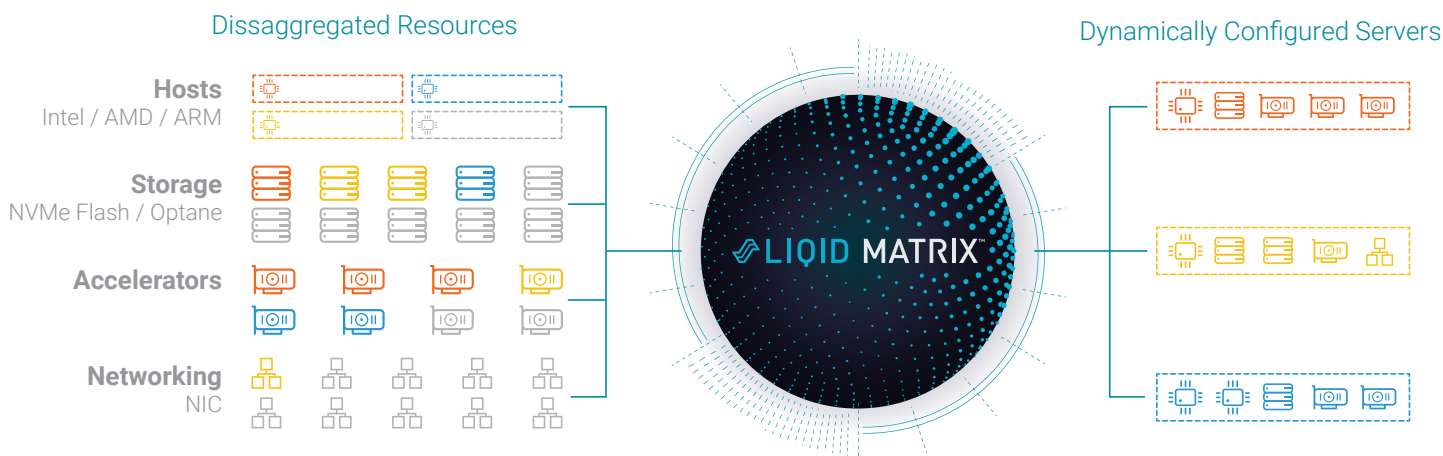 Dissaggregated Resources
Hosts
Intel / AMD / ARM
Storage
NVMe Flash / Optane
Accelerators
Networking
NIC
LIQID MATRIX™
Dynamically Configured Servers